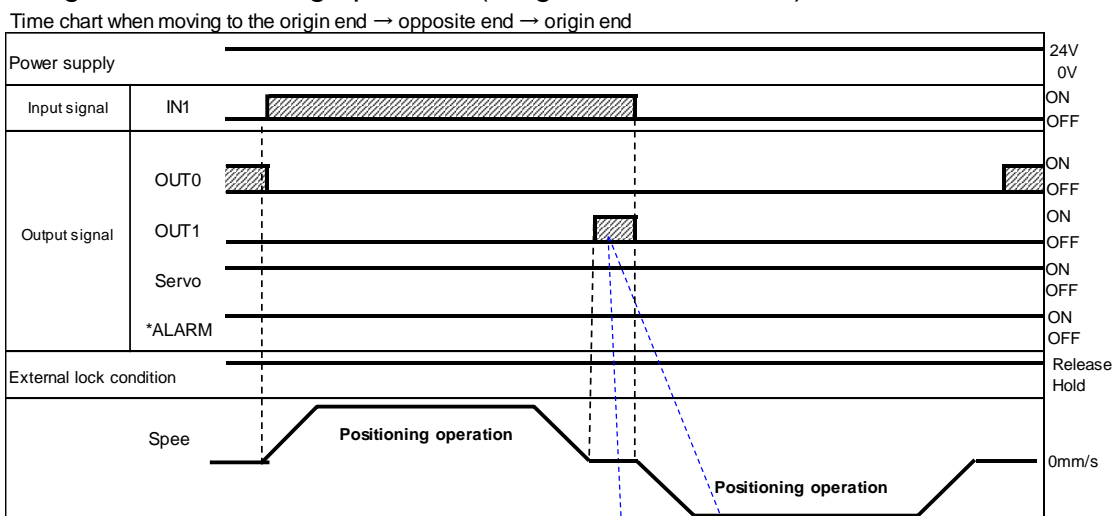 Time chart when moving to the origin end → opposite end → origin end
Power supply
24V
0V
Input signal
IN1
ON
OFF
Output signal
OUT0
ON
OFF
OUT1
ON
OFF
Servo
ON
OFF
*ALARM
ON
OFF
External lock condition
Release
Hold
Spee
Positioning operation
0mm/s
Positioning operation